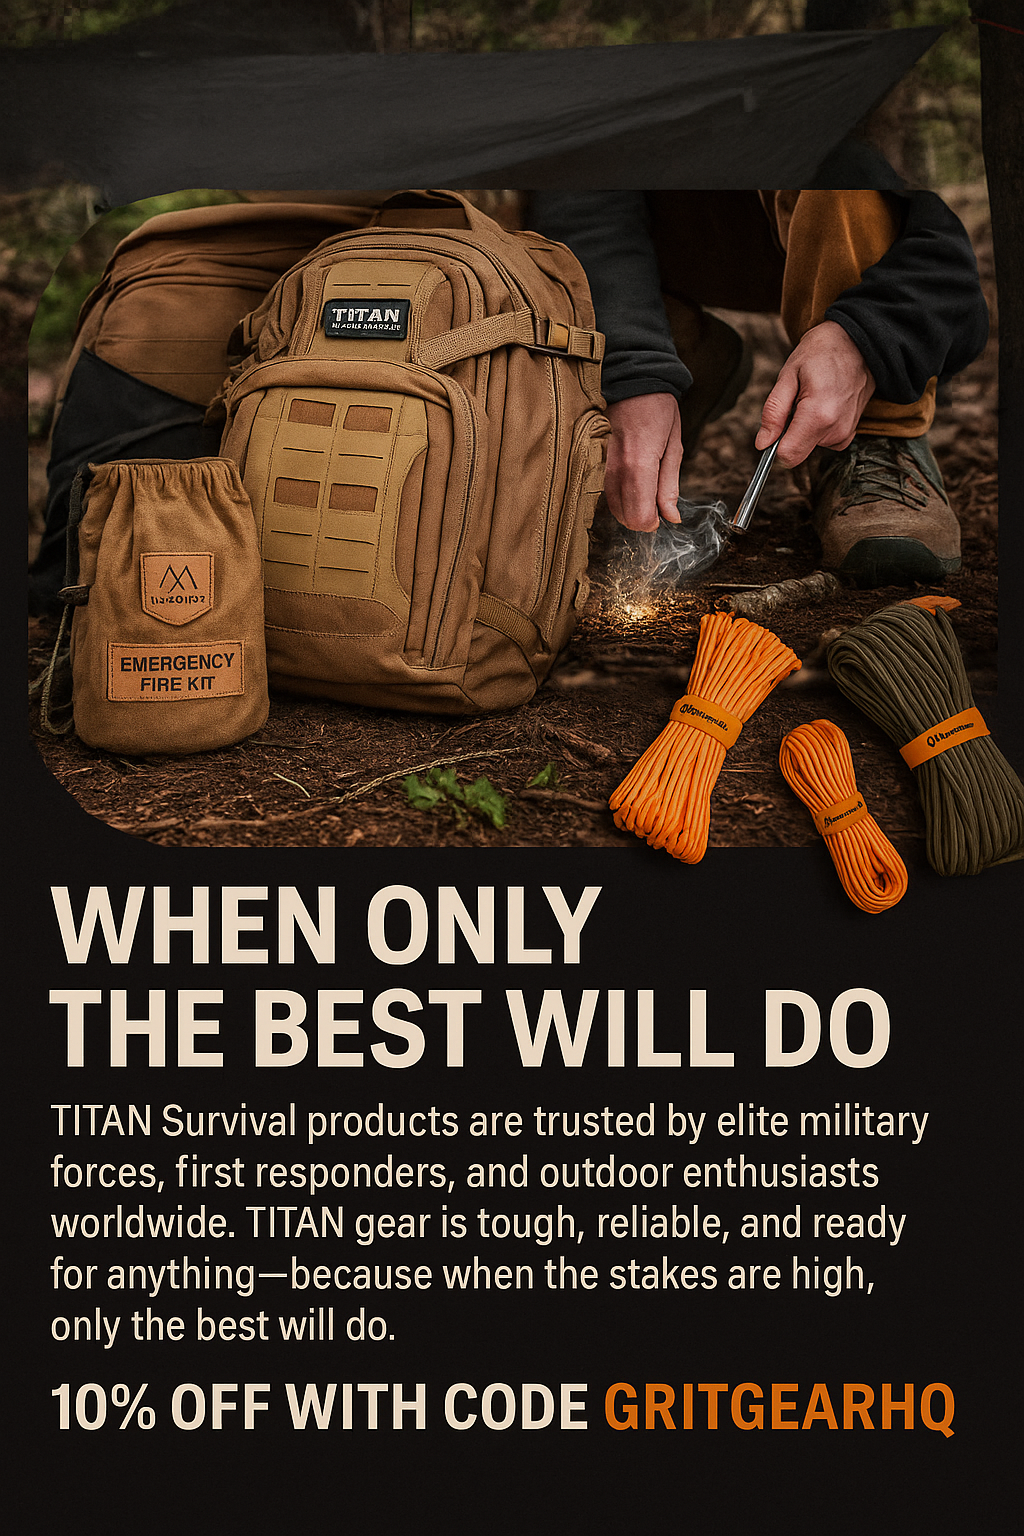 TITAN
EMERGENCY
FIRE KIT
WHEN ONLY
THE BEST WILL DO
TITAN Survival products are trusted by elite military
forces, first responders, and outdoor enthusiasts
worldwide. TITAN gear is tough, reliable, and ready
for anything—because when the stakes are high,
only the best will do.
10% OFF WITH CODE GRITGEARHQ